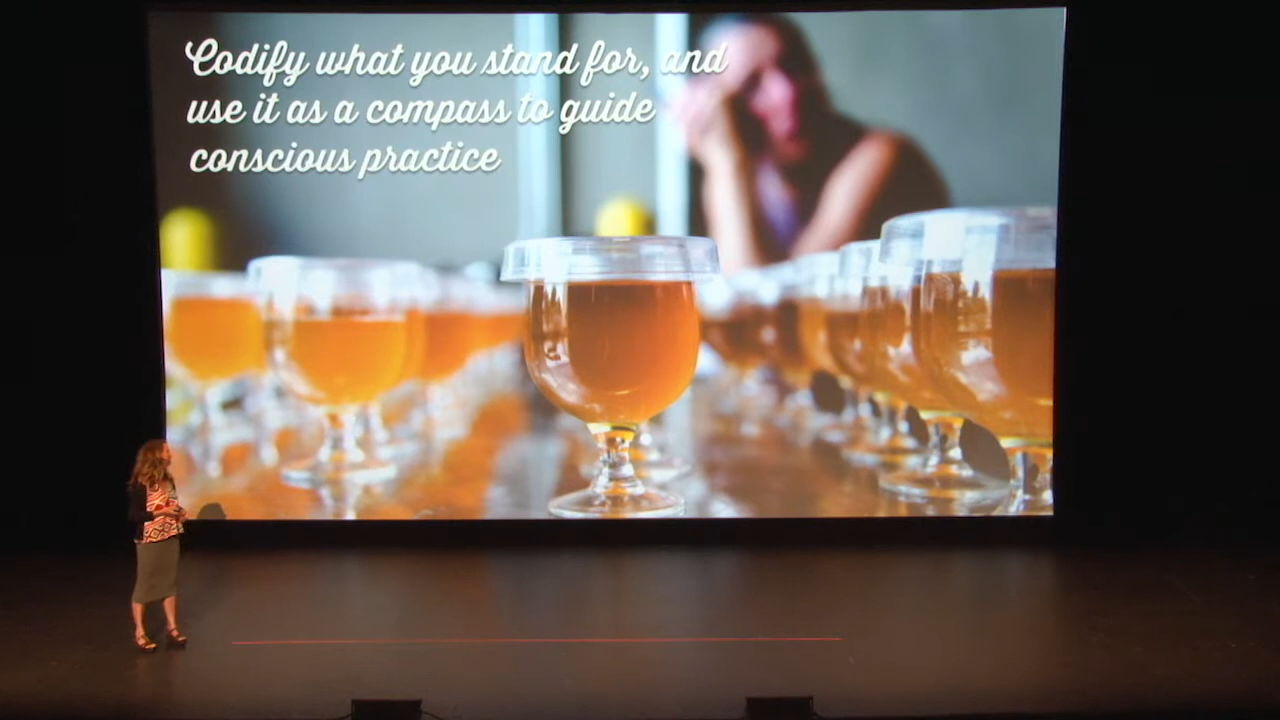 Codify what you stand for, and
use it as a compass to guide
conscious practice